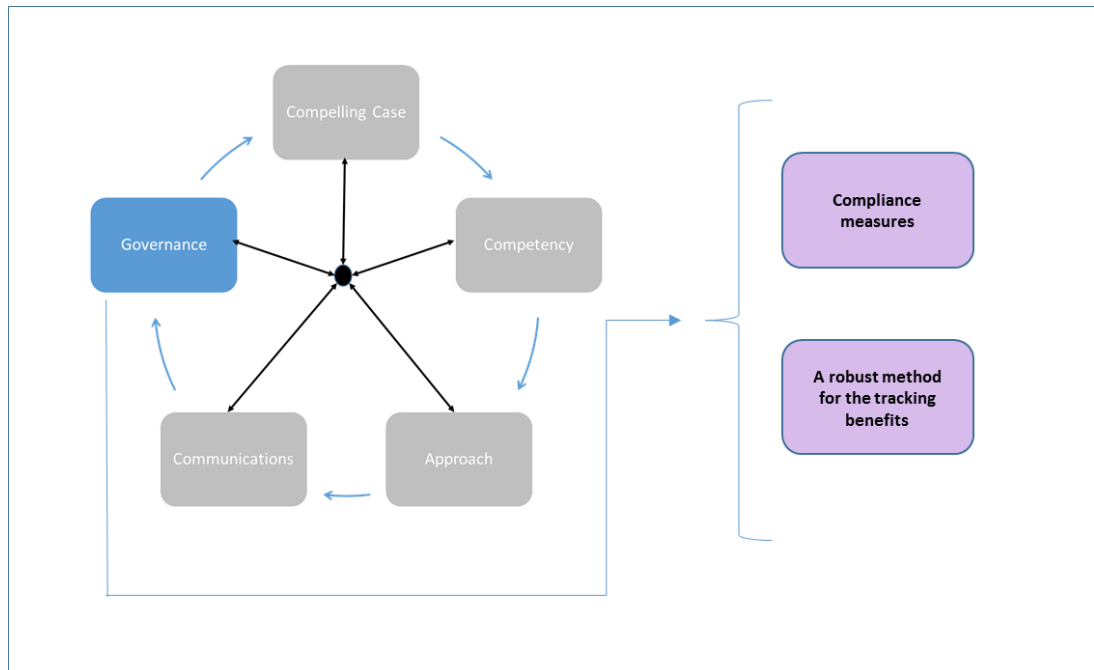 Compelling Case
Governance
Competency
Communications
Approach
Compliance
measures
A robust method
for the tracking
benefits